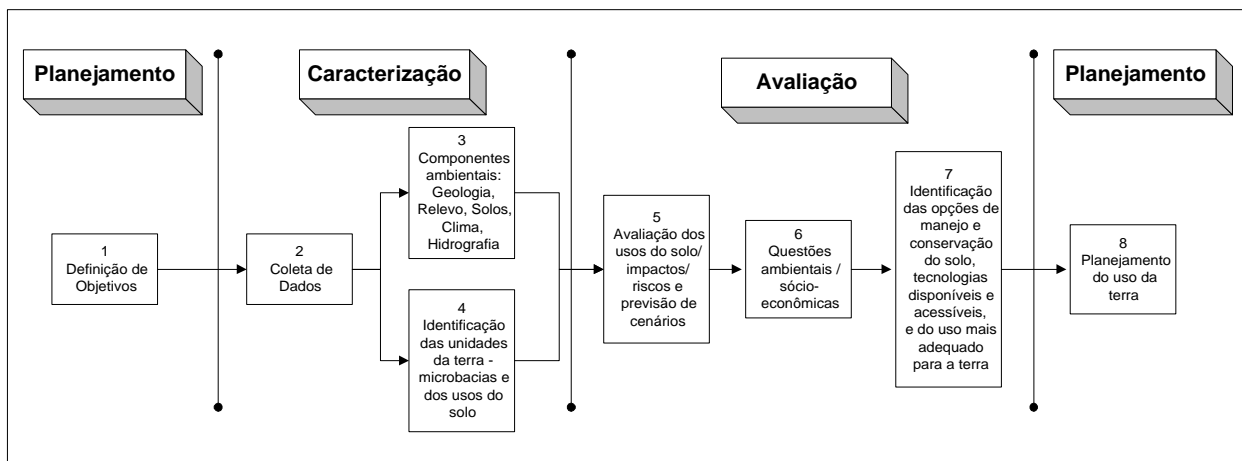 Planejamento
Caracterização
Avaliação
Planejamento
1
Definição de
Objetivos
2
Coleta de
Dados
3
Componentes
ambientais:
Geologia,
Relevo, Solos,
Clima,
Hidrografia
4
Identificação
das unidades
da terra -
microbacias e
dos usos do
solo
5
Avaliação dos
usos do solo/
impactos/
riscos e
previsão de
cenários
6
Questões
ambientais /
sócio-
econômicas
7
Identificação
das opções de
manejo e
conservação
do solo,
tecnologias
disponíveis e
acessíveis,
e do uso mais
adequado
para a terra
8
Planejamento
do uso da
terra